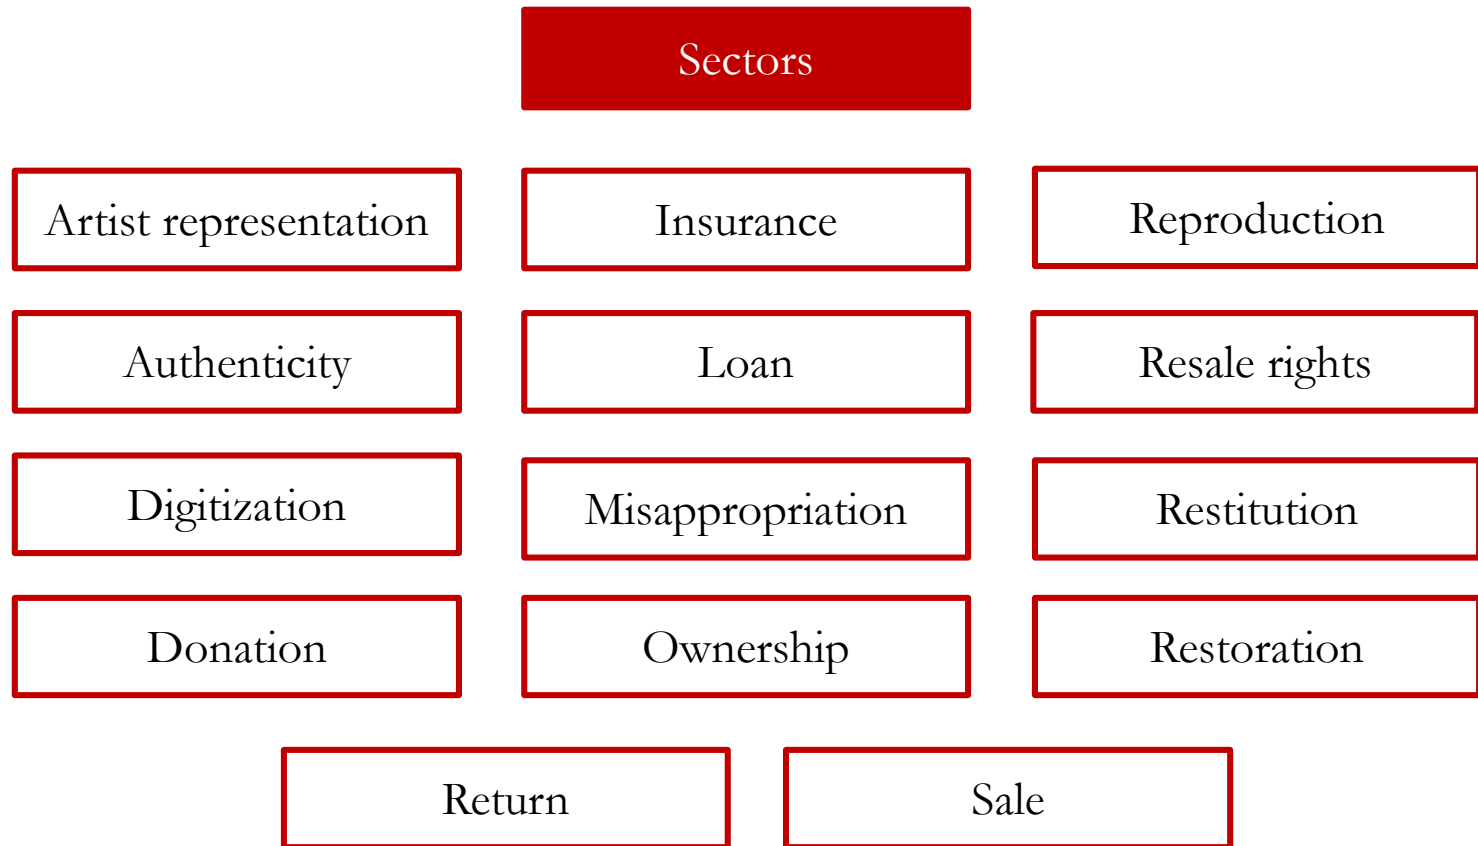 Sectors
Artist representation
Insurance
Reproduction
Authenticity
Loan
Resale rights
Digitization
Misappropriation
Restitution
Donation
Ownership
Restoration
Return
Sale